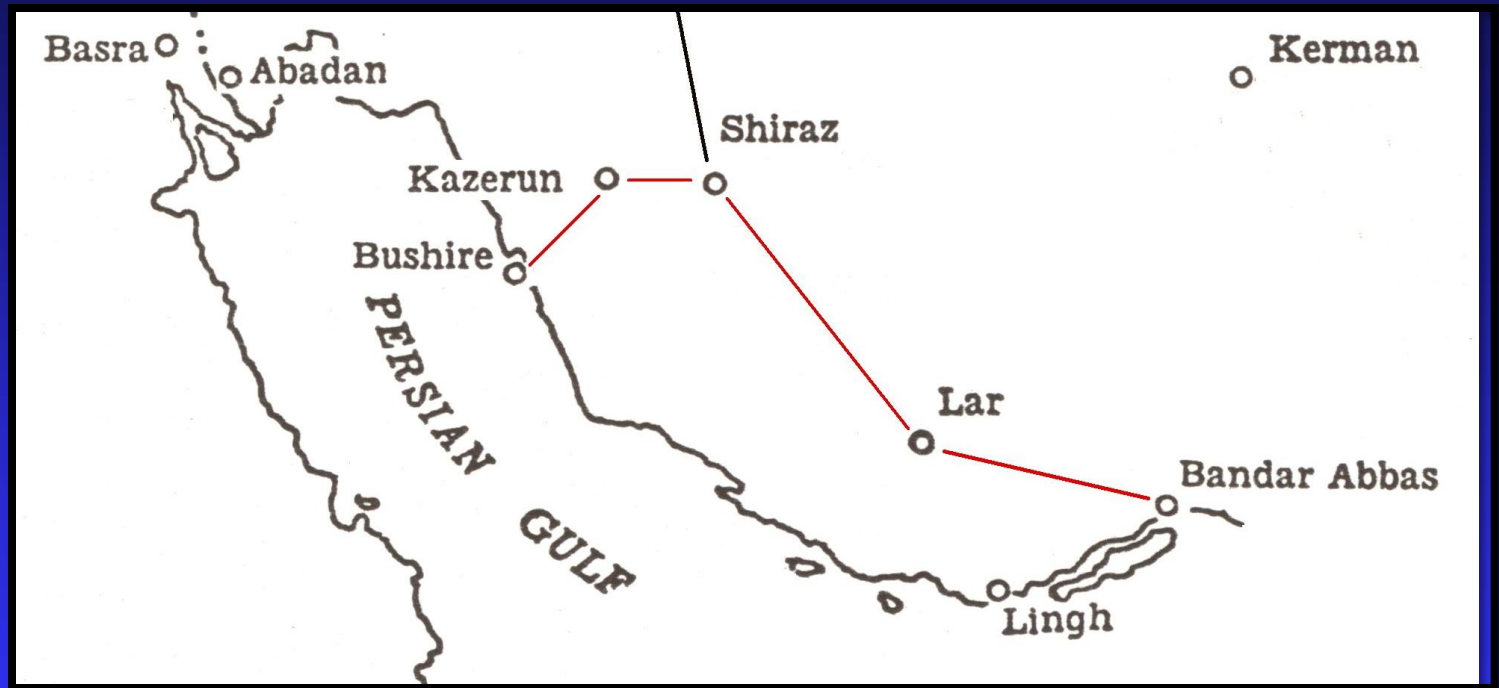 Basra
Abadan
Kerman
Shiraz
Kazerun
Bushire
PERSIAN
GULF
Lar
Bandar Abbas
Lingh